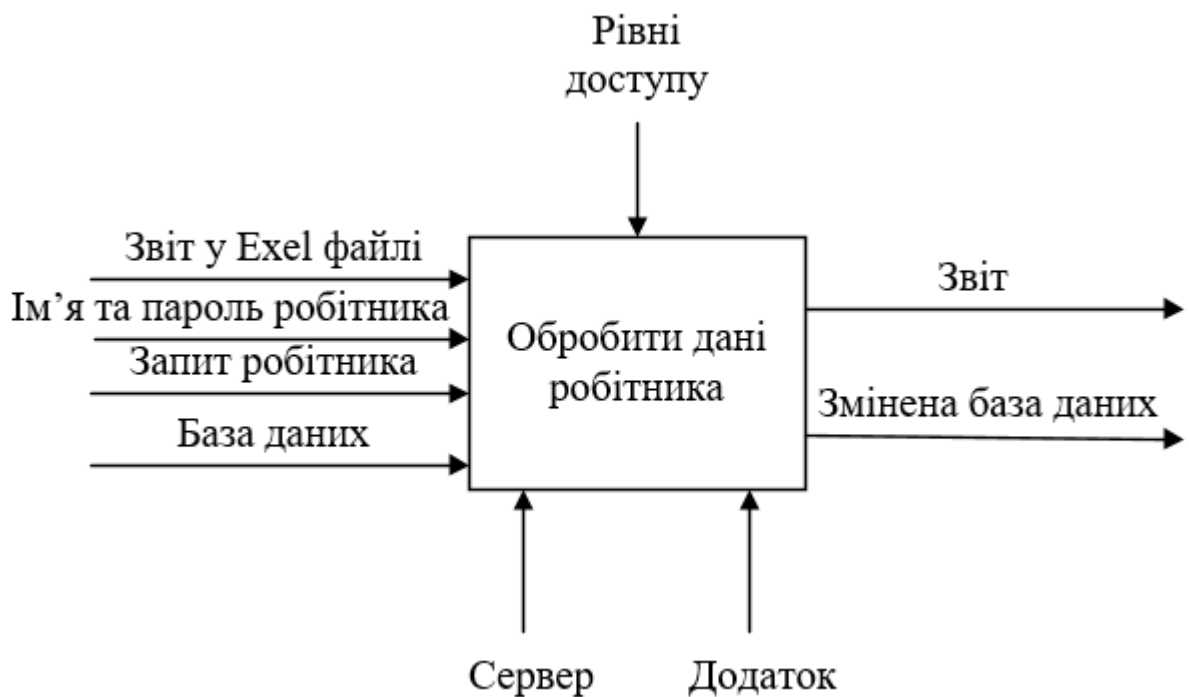 Рівні
доступу
Звіт у Exel файлі
Ім’я та пароль робітника
Запит робітника
База даних
Обробити дані
робітника
Звіт
Змінена база даних
Сервер
Додаток